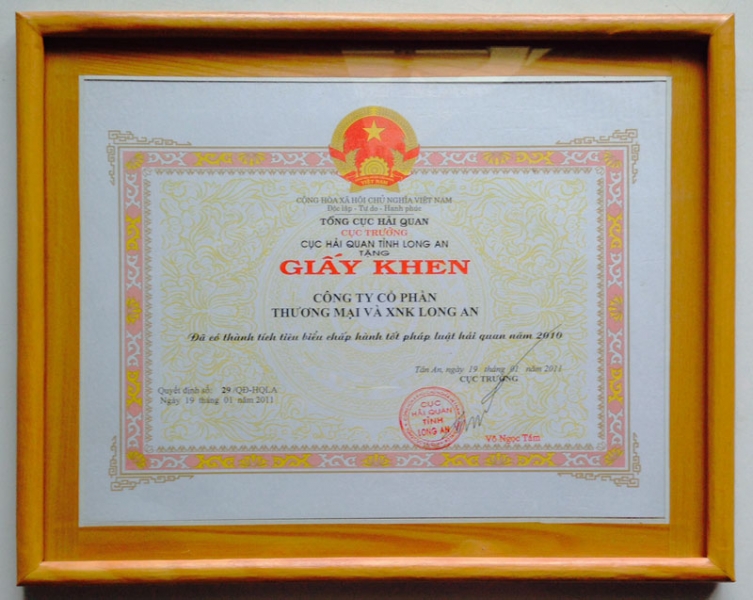 VIỆT NAM
CỘNG HÒA XÃ HỘI CHỦ NGHĨA VIỆT NAM
Độc lập - Tự do - Hạnh phúc
TỔNG CỤC HẢI QUAN
CỤC TRƯỞNG
CỤC HẢI QUAN TỈNH LONG AN
TẶNG
GIẤY KHEN
CÔNG TY CỔ PHẦN
THƯƠNG MẠI VÀ XNK LONG AN
Đã có thành tích tiêu biểu chấp hành tốt pháp luật hải quan năm 2010
Tân An, ngày 19 tháng 01 năm 2011
CỤC TRƯỞNG
Quyết định số: 29 /QĐ-HQLA
Ngày 19 tháng 01 năm 2011
CỤC
HẢI QUAN
TỈNH
LONG AN
Võ Ngọc Tâm